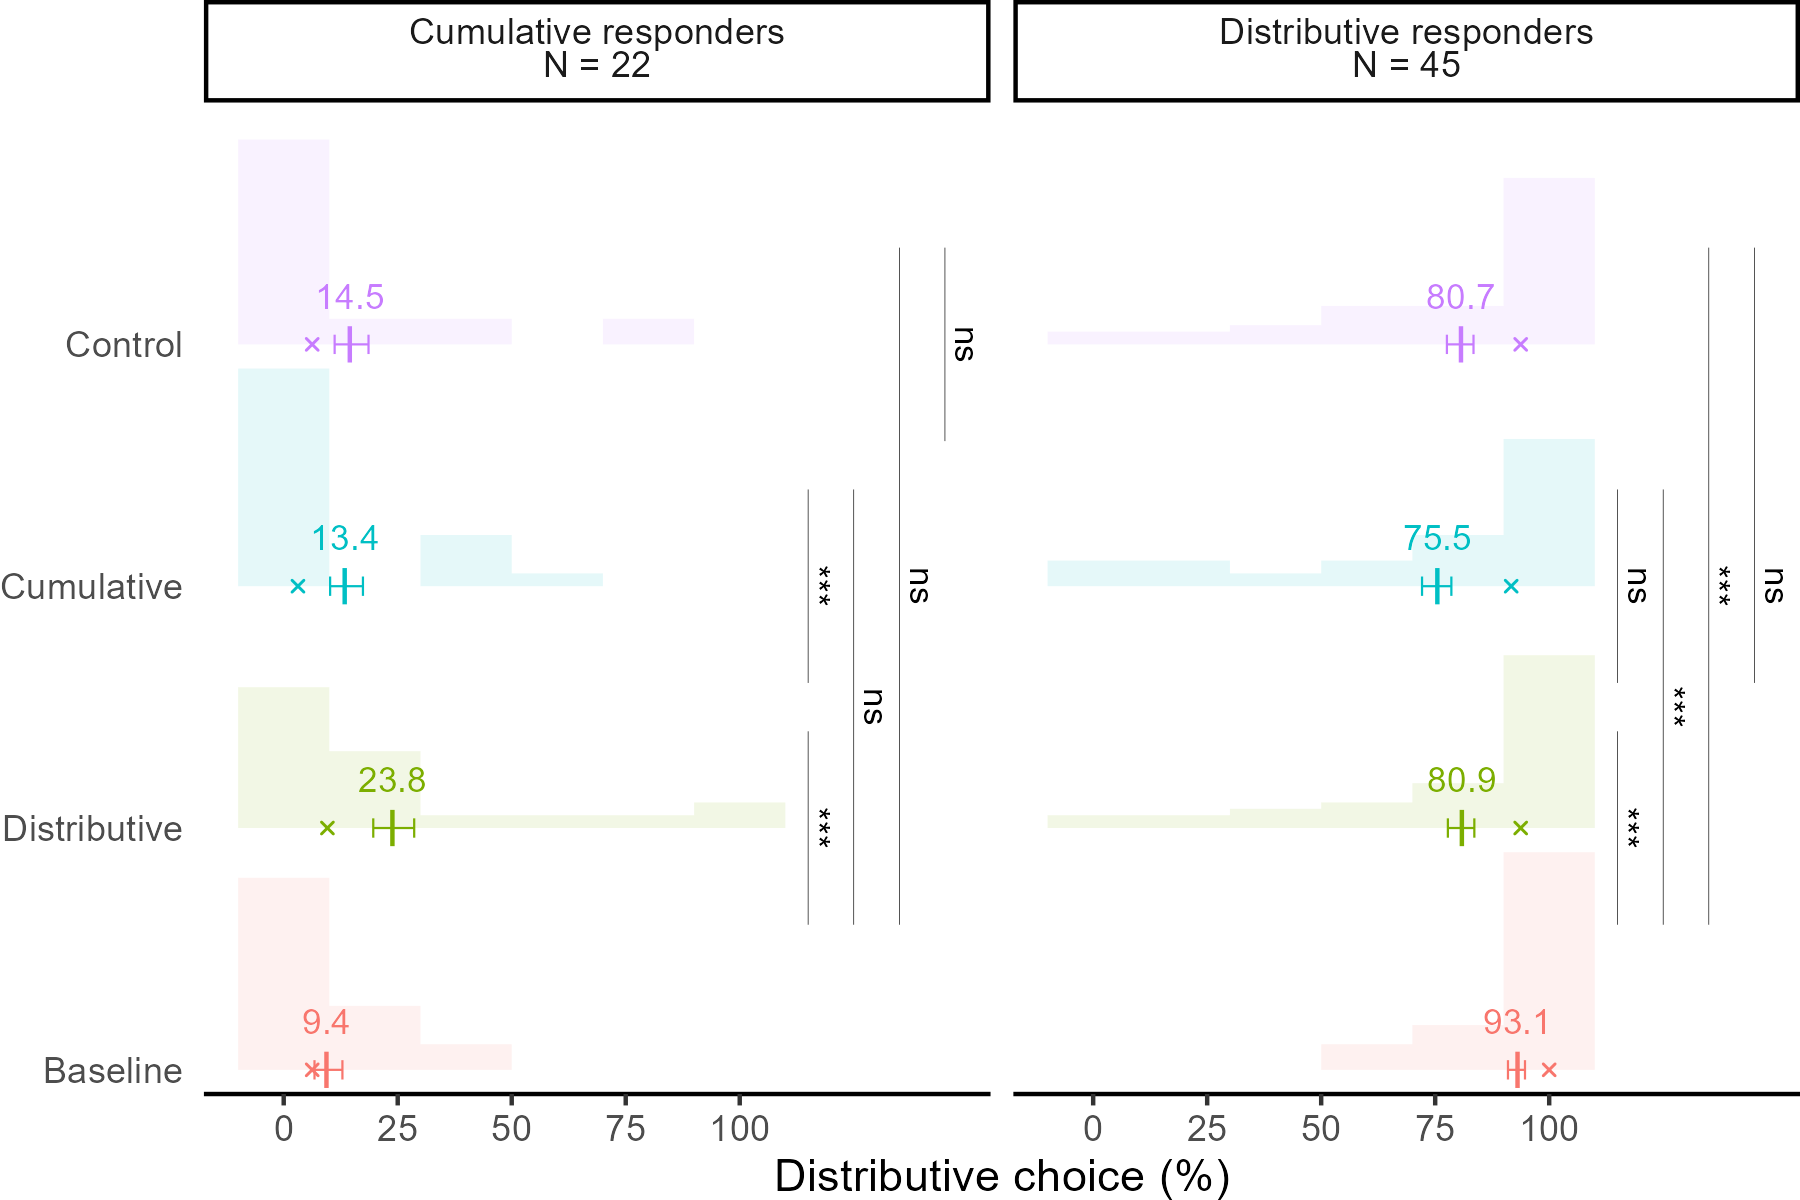 Cumulative responders
N = 22
Distributive responders
N = 45
Control
14.5
80.7
ns
Cumulative
13.4
75.5
***
ns
ns
***
ns
ns
***
Distributive
23.8
80.9
***
***
Baseline
9.4
93.1
0 25 50 75 100
0 25 50 75 100
Distributive choice (%)